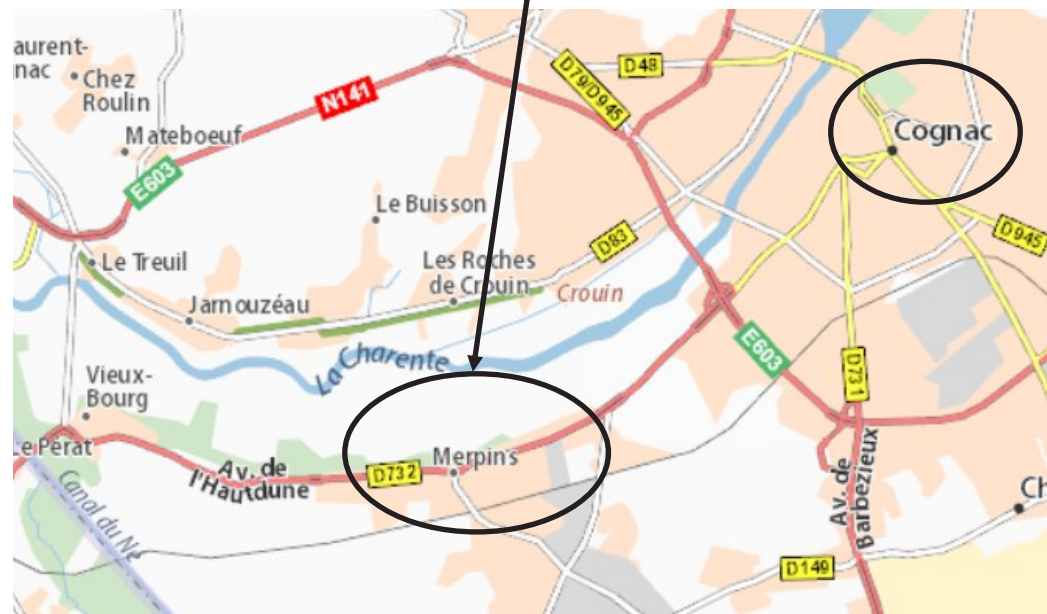 aurent-
nac
Chez
Roulin
D79/D945
D48
N141
Mateboeuf
Cognac
E603
Le Buisson
D83
D945
Le Treuil
Les Roches
de Crouin
Crouin
Jarnouzéau
La Charente
E603
D731
Vieux-
Bourg
Le Pérat
Av. de
l'Hautdune
D732
Merpins
Av. de
Barbezieux
Ch
Canal du Né
D149